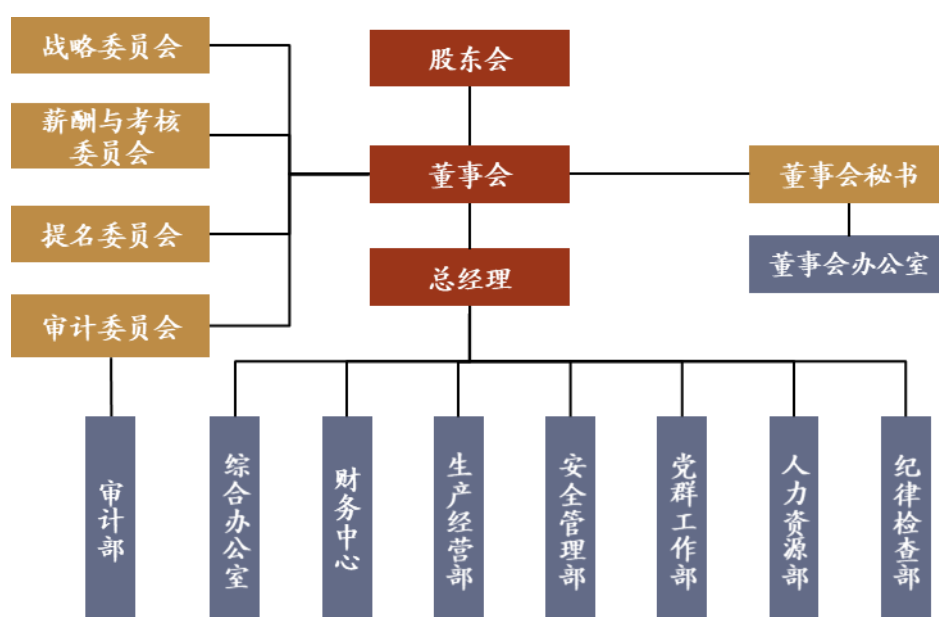 战略委员会
股东会
薪酬与考核
委员会
董事会
董事会秘书
提名委员会
总经理
董事会办公室
审计委员会
审计部
综合办公室
财务中心
生产经营部
安全管理部
党群工作部
人力资源部
纪律检查部